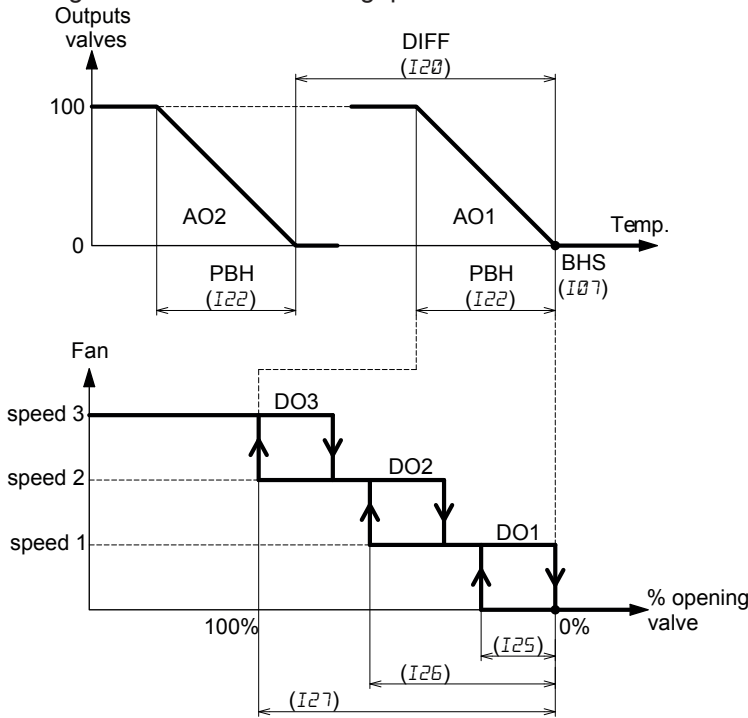 Outputs
valves
DIFF
(I20)
100
AO2
AO1
Temp.
0
PBH
(I22)
PBH
(I22)
BHS
(I07)
Fan
speed 3
DO3
speed 2
DO2
speed 1
DO1
100%
0%
% opening
valve
(I25)
(I26)
(I27)